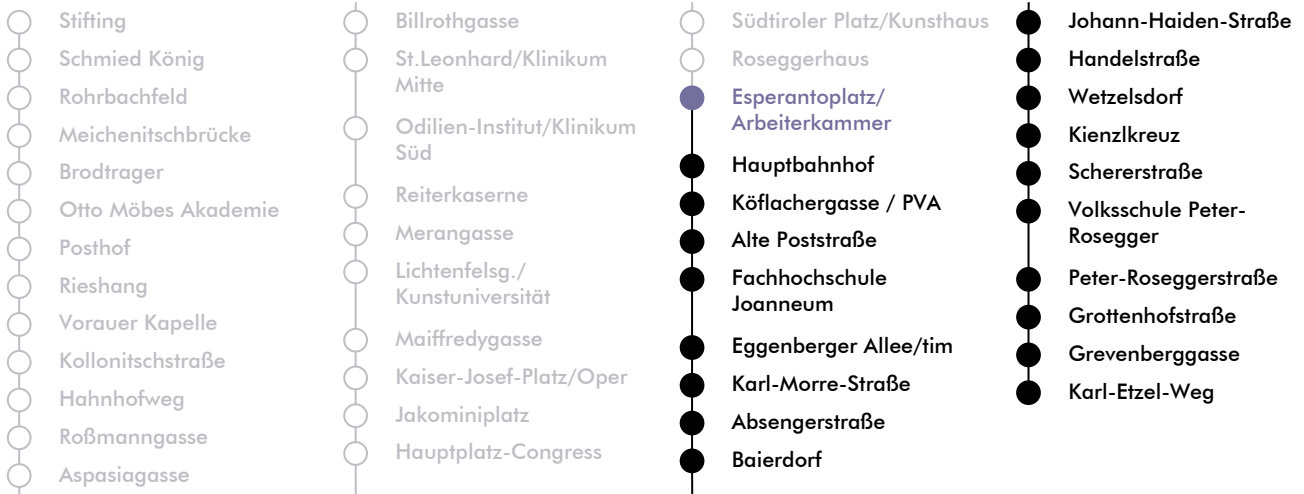 Stifting
Schmied König
Rohrbachfeld
Meichenitschbrücke
Brodtrager
Otto Möbes Akademie
Posthof
Rieshang
Vorauer Kapelle
Kollonitschstraße
Hahnhofweg
Roßmanngasse
Aspasiagasse
Billrothgasse
St.Leonhard/Klinikum
Mitte
Odilien-Institut/Klinikum
Süd
Reiterkaserne
Merangasse
Lichtenfelsg./
Kunstuniversität
Maiffredygasse
Kaiser-Josef-Platz/Oper
Jakominiplatz
Hauptplatz-Congress
Südtiroler Platz/Kunsthaus
Roseggerhaus
Esperantoplatz/
Arbeiterkammer
Hauptbahnhof
Köflachergasse / PVA
Alte Poststraße
Fachhochschule
Joanneum
Eggenberger Allee/tim
Karl-Morre-Straße
Absengerstraße
Baierdorf
Johann-Haiden-Straße
Handelstraße
Wetzelsdorf
Kienzlkreuz
Schererstraße
Volksschule Peter-
Rosegger
Peter-Roseggerstraße
Grottenhofstraße
Grevenberggasse
Karl-Etzel-Weg